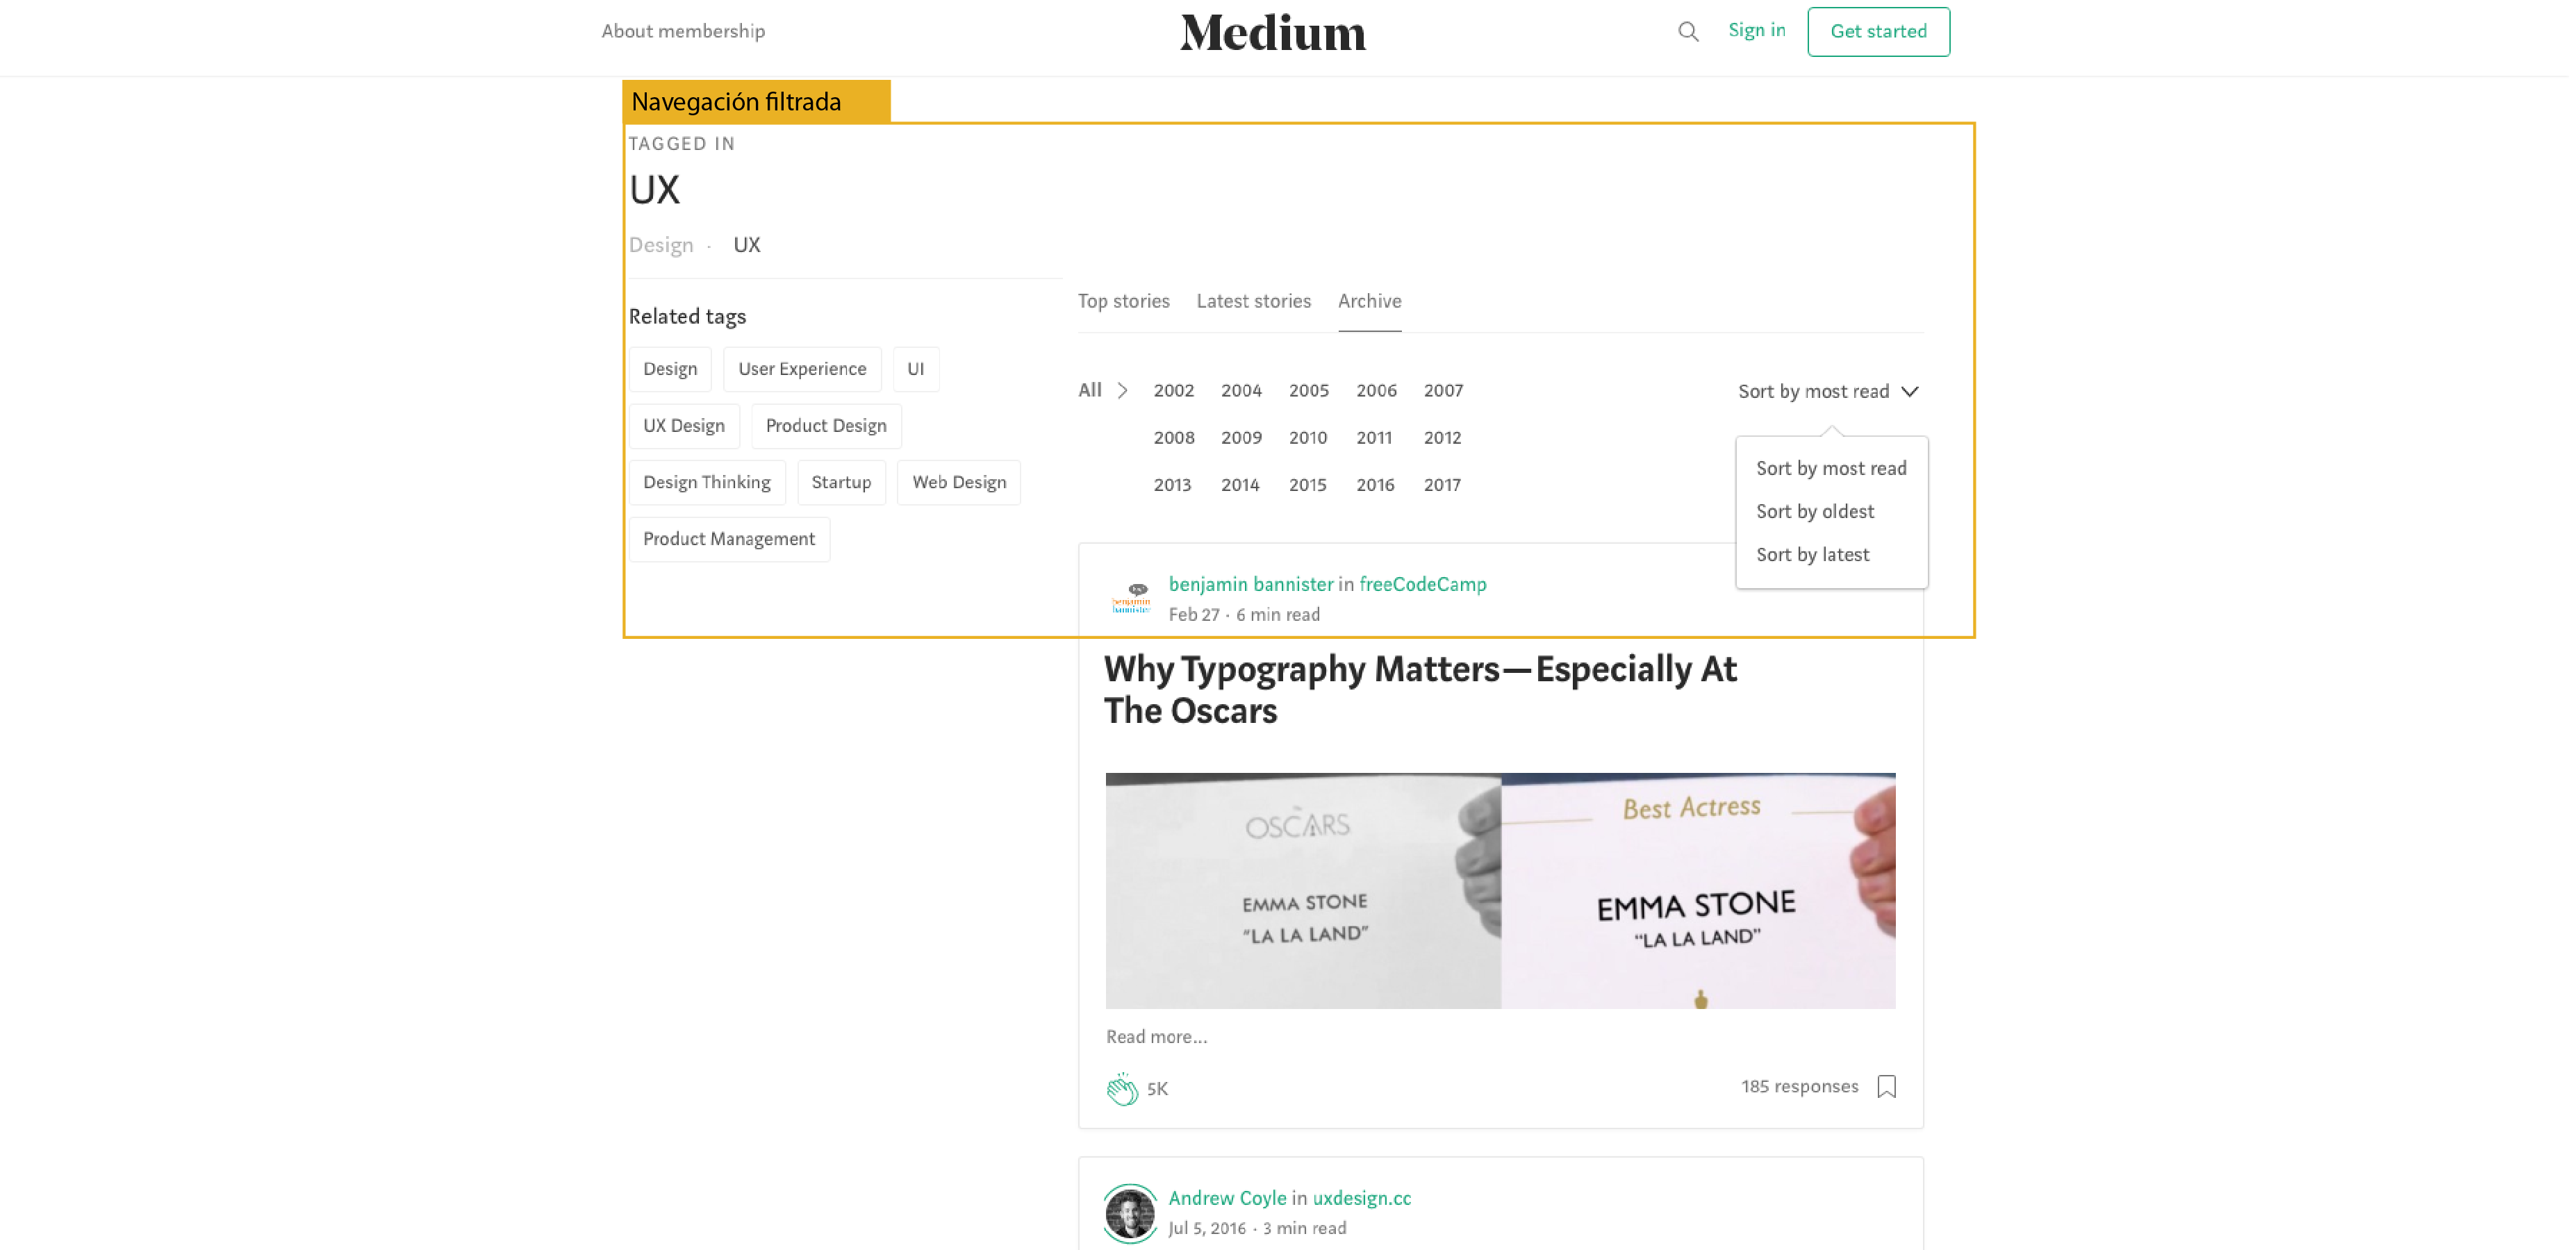 About membership
Medium
Sign in
Get started
Navegación filtrada
TAGGED IN
UX
Design · UX
Related tags
Design User Experience UI
UX Design Product Design
Design Thinking Startup Web Design
Product Management
Top stories Latest stories Archive
All 2002 2004 2005 2006 2007
2008 2009 2010 2011 2012
2013 2014 2015 2016 2017
Sort by most read
Sort by most read
Sort by oldest
Sort by latest
benjamin bannister
benjamin bannister in freeCodeCamp
Feb 27 · 6 min read
Why Typography Matters—Especially At
The Oscars
OSCARS
EMMA STONE
"LA LA LAND"
Best Actress
EMMA STONE
"LA LA LAND"
Read more...
5K
185 responses
Andrew Coyle in uxdesign.cc
Jul 5, 2016 · 3 min read